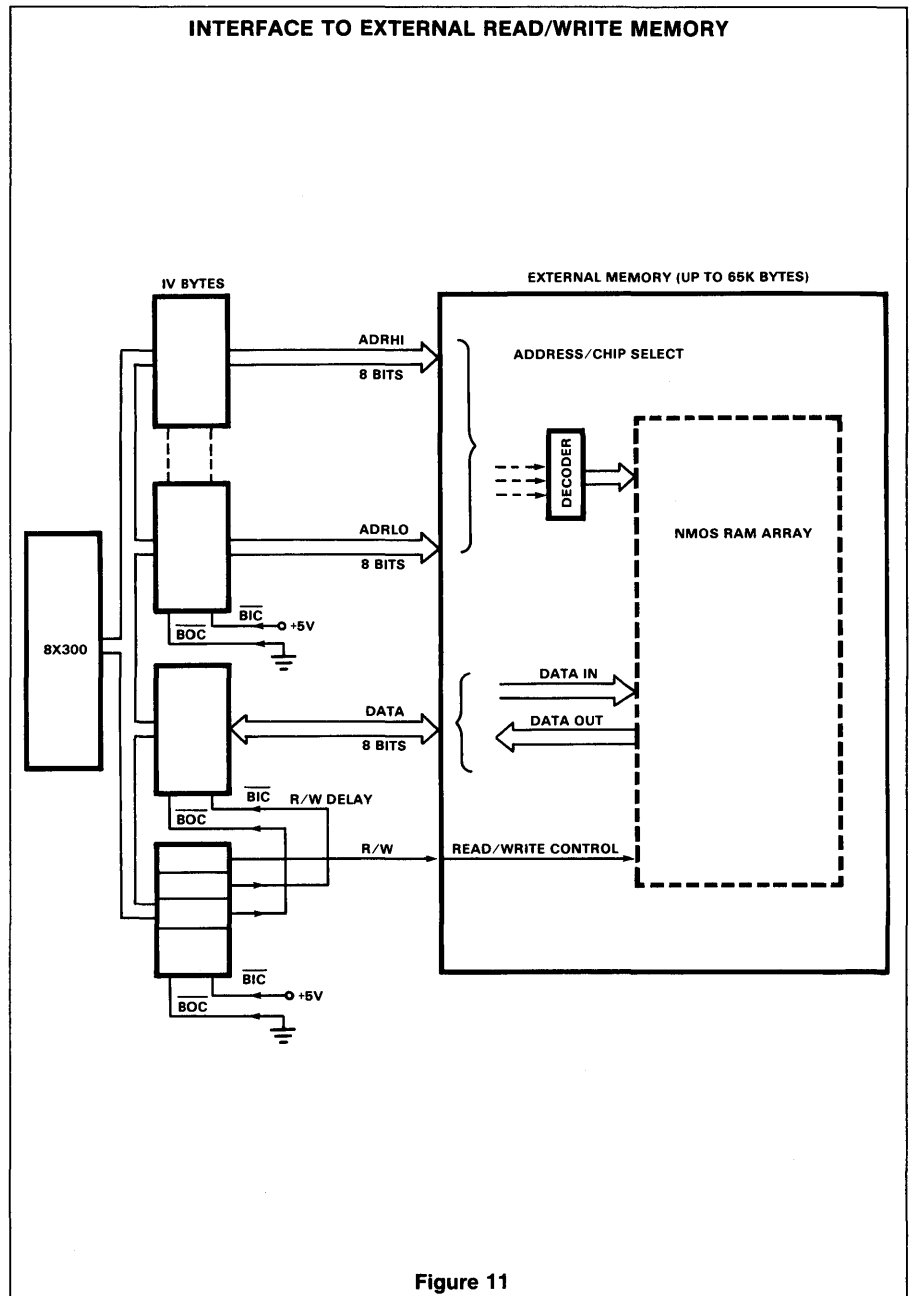 INTERFACE TO EXTERNAL READ/WRITE MEMORY
IV BYTES
EXTERNAL MEMORY (UP TO 65K BYTES)
ADRHI
8 BITS
ADDRESS/CHIP SELECT
DECODER
NMOS RAM ARRAY
ADRLO
8 BITS
BIC
+5V
BOC
8X300
DATA IN
DATA
DATA OUT
8 BITS
BIC
R/W DELAY
BOC
R/W
READ/WRITE CONTROL
BIC
+5V
BOC
Figure 11